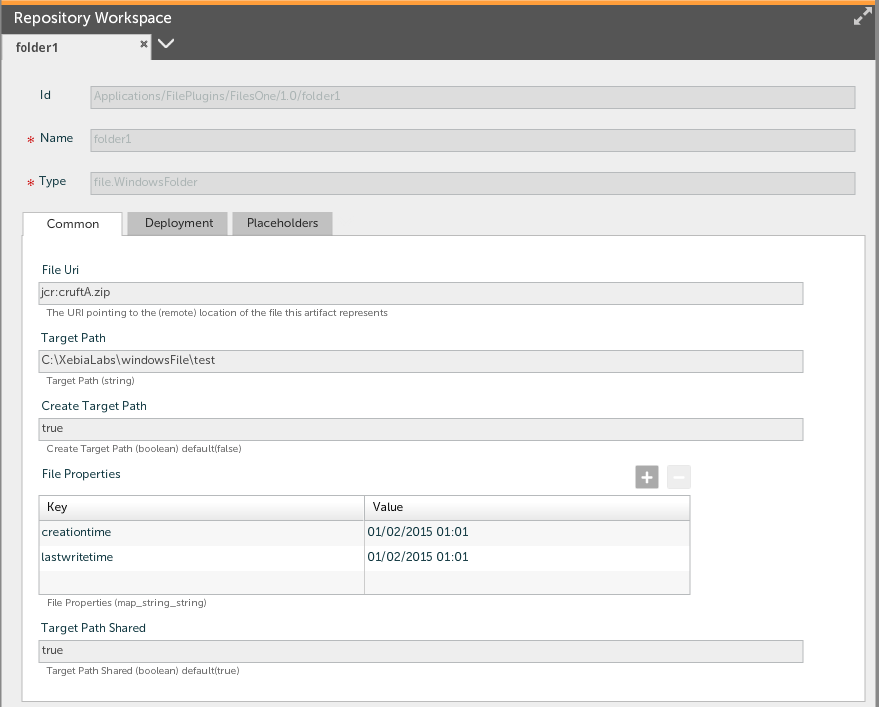 Repository Workspace
folder1
Id Applications/FilePlugins/FilesOne/1.0/folder1
* Name folder1
* Type file.WindowsFolder
Common Deployment Placeholders
File Uri
jcr:cruftA.zip
The URI pointing to the (remote) location of the file this artifact represents
Target Path
C:\XebiaLabs\windowsFile\test
Target Path (string)
Create Target Path
true
Create Target Path (boolean) default(false)
File Properties
Key Value
creationtime 01/02/2015 01:01
lastwritetime 01/02/2015 01:01
File Properties (map_string_string)
Target Path Shared
true
Target Path Shared (boolean) default(true)